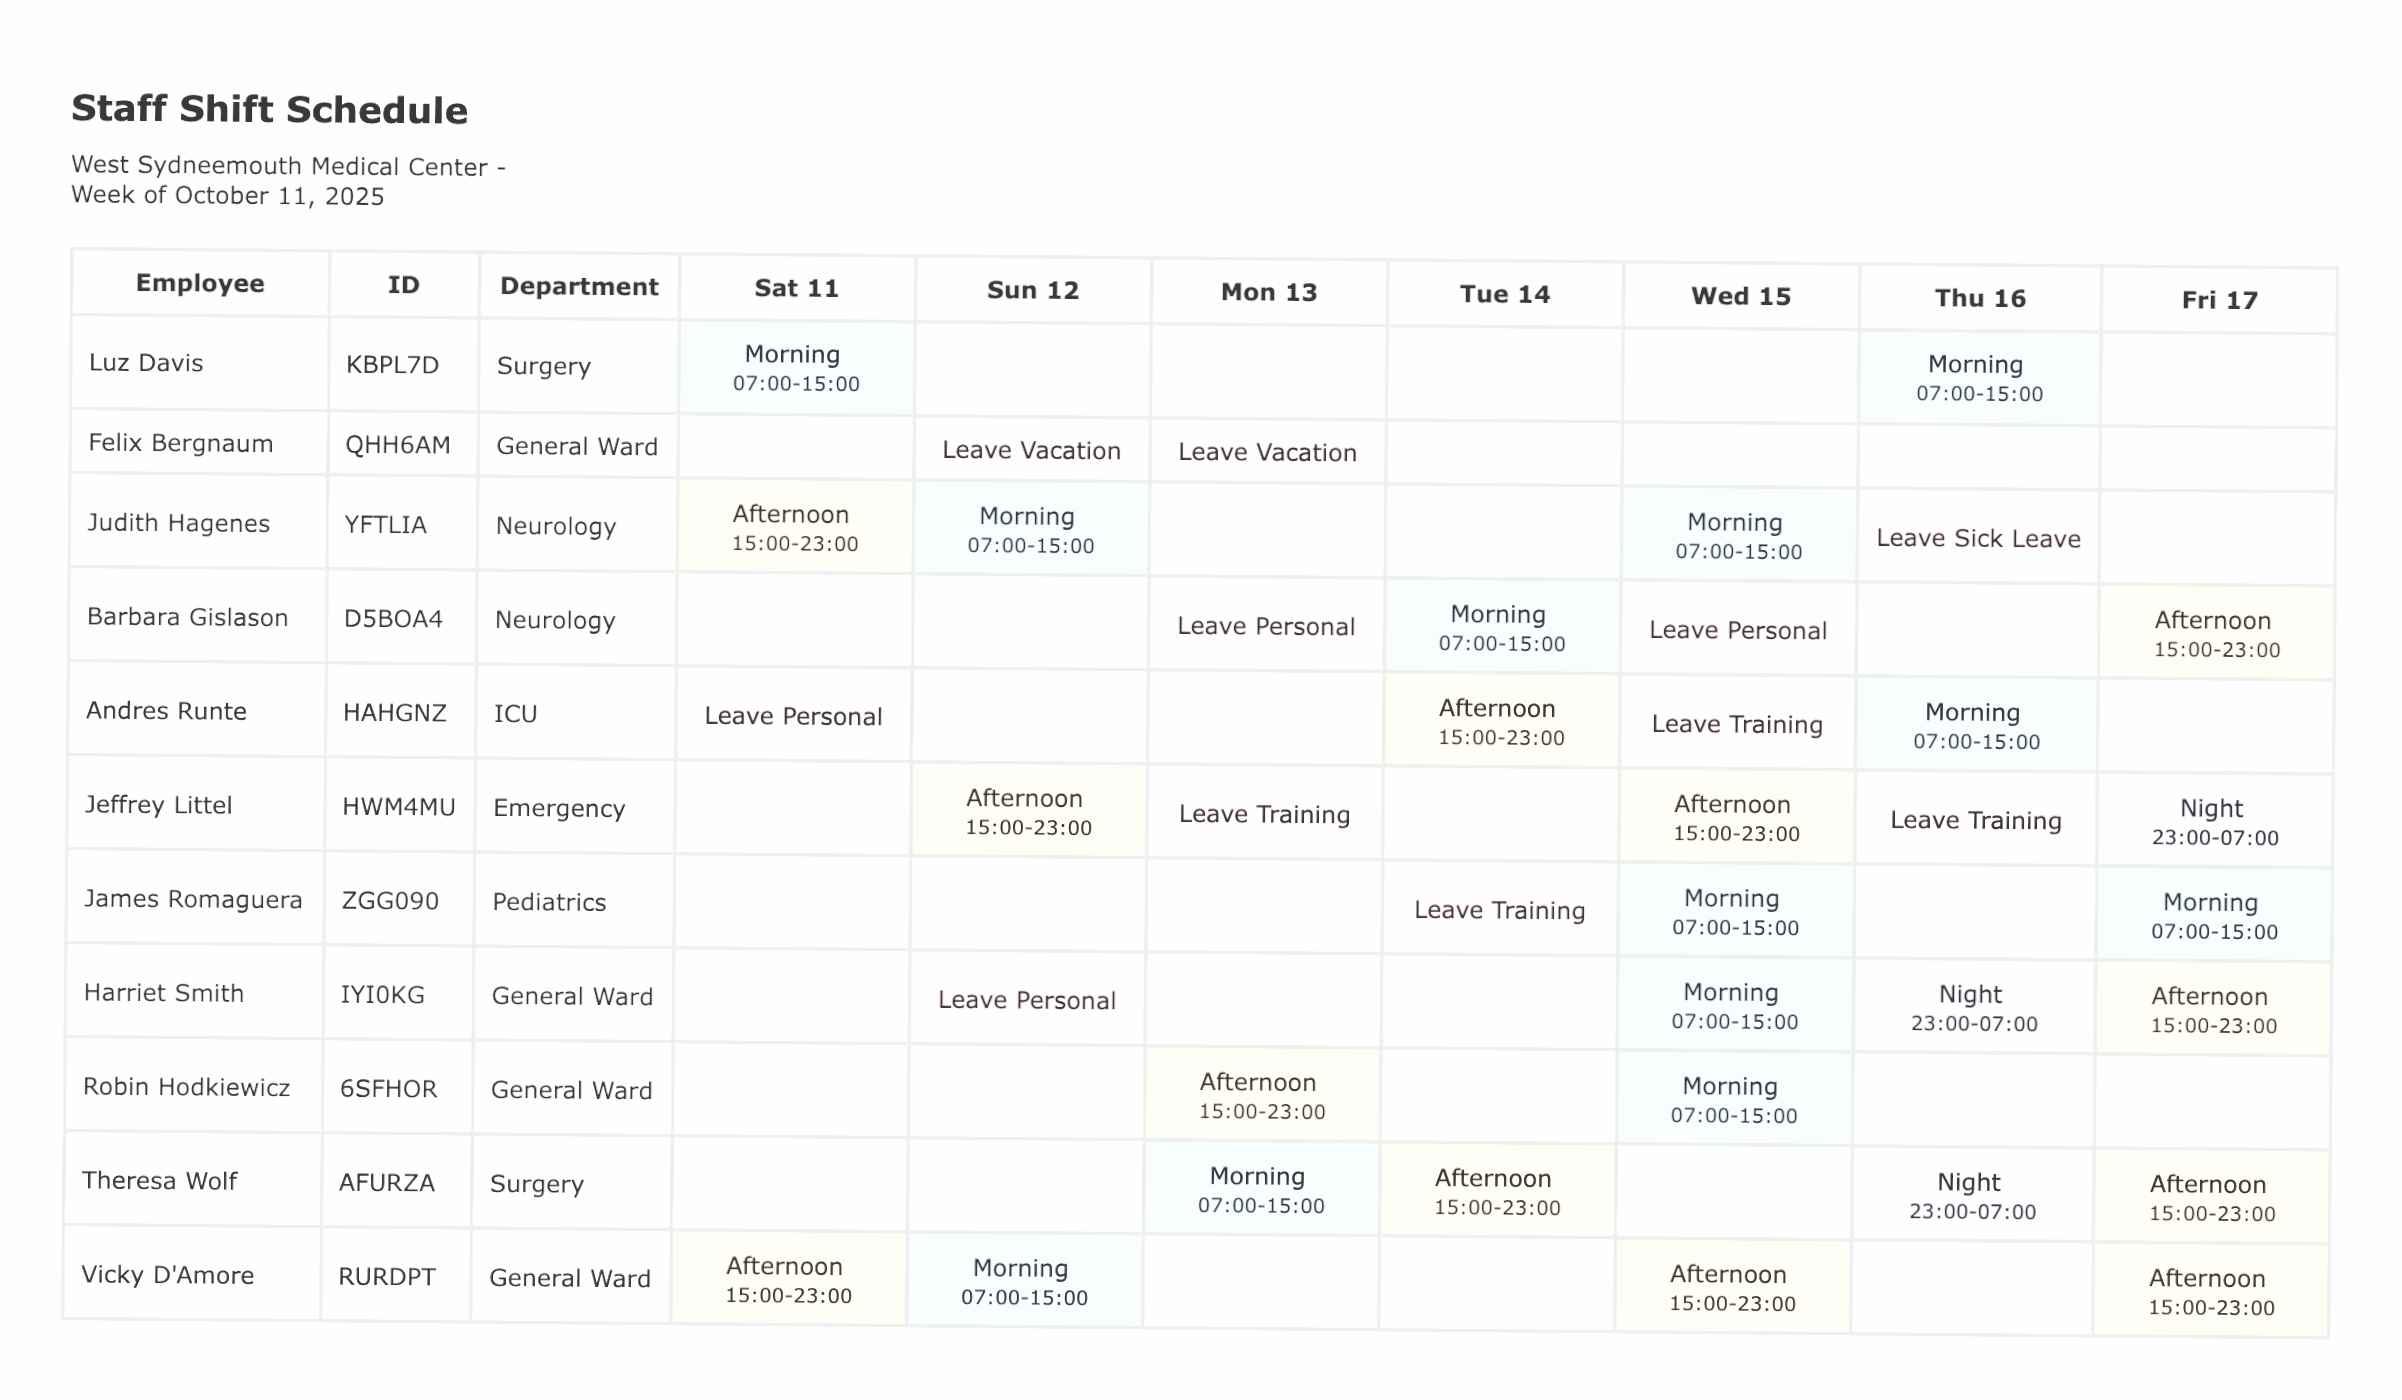 Staff Shift Schedule
West Sydneemouth Medical Center -
Week of October 11, 2025
Employee ID Department Sat 11 Sun 12 Mon 13 Tue 14 Wed 15 Thu 16 Fri 17
Luz Davis KBPL7D Surgery Morning Morning
07:00-15:00 07:00-15:00
Felix Bergnaum QHH6AM General Ward Leave Vacation Leave Vacation
Judith Hagenes YFTLIA Neurology Afternoon Morning Morning Leave Sick Leave
15:00-23:00 07:00-15:00 07:00-15:00
Barbara Gislason D5BOA4 Neurology Leave Personal Morning Leave Personal Afternoon
07:00-15:00 15:00-23:00
Andres Runte HAHGNZ ICU Leave Personal Afternoon Leave Training Morning
15:00-23:00 07:00-15:00
Jeffrey Littel HWM4MU Emergency Afternoon Leave Training Afternoon Leave Training Night
15:00-23:00 15:00-23:00 23:00-07:00
James Romaguera ZGG090 Pediatrics Leave Training Morning Morning
07:00-15:00 07:00-15:00
Harriet Smith IYI0KG General Ward Leave Personal Morning Night Afternoon
07:00-15:00 23:00-07:00 15:00-23:00
Robin Hodkiewicz 6SFHOR General Ward Afternoon Morning
15:00-23:00 07:00-15:00
Theresa Wolf AFURZA Surgery Morning Afternoon Night Afternoon
07:00-15:00 15:00-23:00 23:00-07:00 15:00-23:00
Vicky D'Amore RURDPT General Ward Afternoon Morning Afternoon Afternoon
15:00-23:00 07:00-15:00 15:00-23:00 15:00-23:00